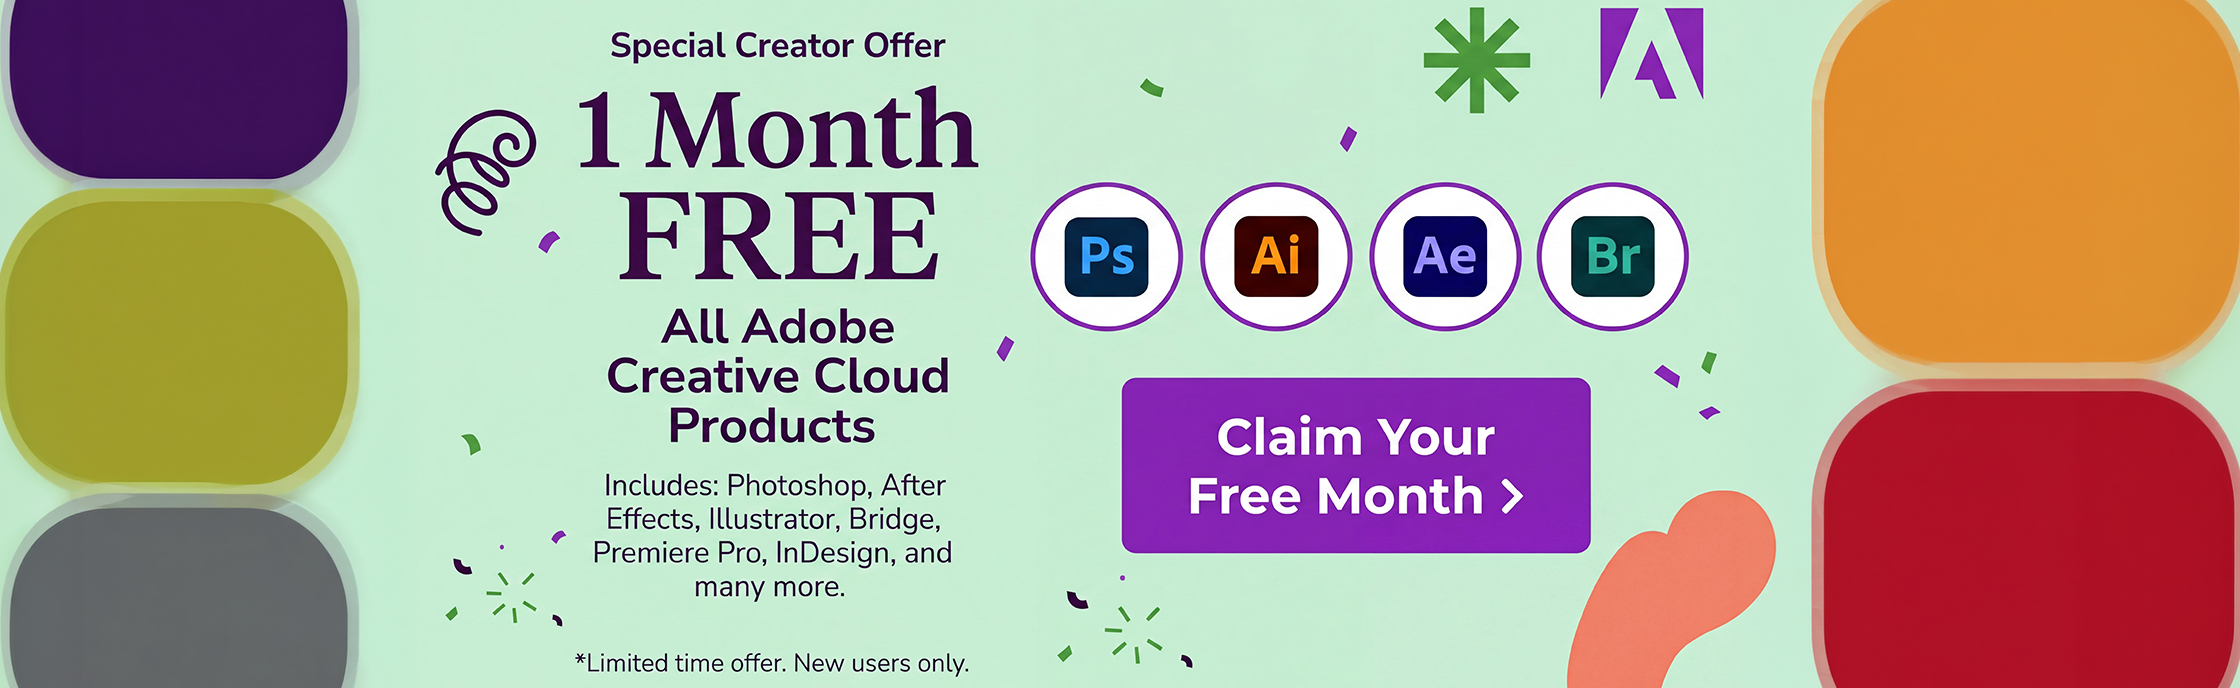 Special Creator Offer
1 Month
FREE
All Adobe
Creative Cloud
Products
Includes: Photoshop, After
Effects, Illustrator, Bridge,
Premiere Pro, InDesign, and
many more.
*Limited time offer. New users only.
Ps Ai Ae Br
Claim Your
Free Month >